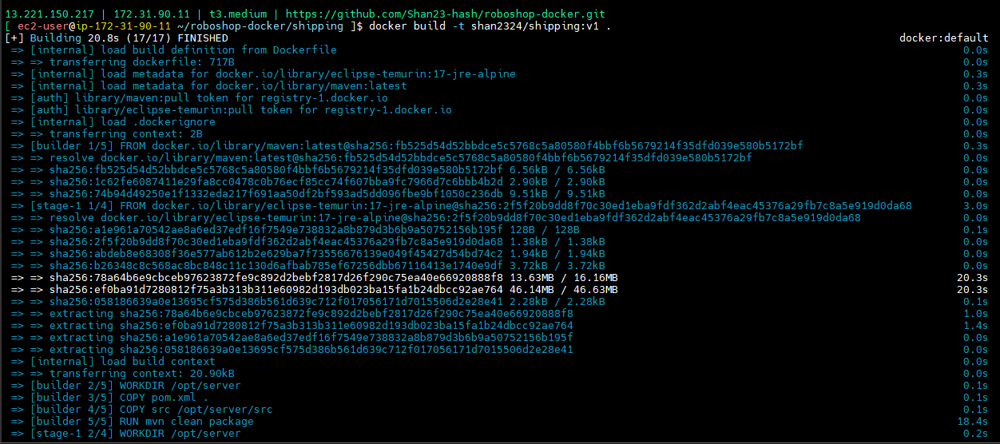 13.221.150.217 | 172.31.90.11 | t3.medium | https://github.com/Shan23-hash/roboshop-docker.git
[ ec2-user@ip-172-31-90-11 ~/roboshop-docker/shipping ]$ docker build -t shan2324/shipping:v1 .
[+] Building 20.8s (17/17) FINISHED docker:default
=> [internal] load build definition from Dockerfile 0.0s
=> => transferring dockerfile: 717B 0.0s
=> [internal] load metadata for docker.io/library/eclipse-temurin:17-jre-alpine 0.3s
=> [internal] load metadata for docker.io/library/maven:latest 0.3s
=> [auth] library/maven:pull token for registry-1.docker.io 0.0s
=> [auth] library/eclipse-temurin:pull token for registry-1.docker.io 0.0s
=> [internal] load .dockerignore 0.0s
=> => transferring context: 2B 0.0s
=> [builder 1/5] FROM docker.io/library/maven:latest@sha256:fb525d54d52bbdce5c5768c5a80580f4bbf6b5679214f35dfd039e580b5172bf 0.3s
=> => resolve docker.io/library/maven:latest@sha256:fb525d54d52bbdce5c5768c5a80580f4bbf6b5679214f35dfd039e580b5172bf 0.0s
=> => sha256:fb525d54d52bbdce5c5768c5a80580f4bbf6b5679214f35dfd039e580b5172bf 6.56kB / 6.56kB 0.0s
=> => sha256:1c62fe6087411e29fa8cc0478c0b76ecf85cc74f607bba9fc7966d7c6bbb4b2d 2.90kB / 2.90kB 0.0s
=> => sha256:74b94d49250e1f1332eda217f691aa50df2bf593ad5dd096fbe9bf1050c236db 9.51kB / 9.51kB 0.0s
=> [stage-1 1/4] FROM docker.io/library/eclipse-temurin:17-jre-alpine@sha256:2f5f20b9dd8f70c30ed1eba9fdf362d2abf4eac45376a29fb7c8a5e919d0da68 3.0s
=> => resolve docker.io/library/eclipse-temurin:17-jre-alpine@sha256:2f5f20b9dd8f70c30ed1eba9fdf362d2abf4eac45376a29fb7c8a5e919d0da68 0.0s
=> => sha256:a1e961a70542ae8a6ed37edf16f7549e738832a8b879d3b6b9a50752156b195f 128B / 128B 0.1s
=> => sha256:2f5f20b9dd8f70c30ed1eba9fdf362d2abf4eac45376a29fb7c8a5e919d0da68 1.38kB / 1.38kB 0.0s
=> => sha256:abdeb8e68308f36e577ab612b2e629ba7f73556676139e049f45427d54bd74c2 1.94kB / 1.94kB 0.0s
=> => sha256:b26348c8c568ac8bc848c11c130d6afbab785ef67256dbb67116413e1740e9df 3.72kB / 3.72kB 0.0s
=> => sha256:78a64b6e9cbceb97623872fe9c892d2bebf2817d26f290c75ea40e66920888f8 13.63MB / 16.16MB 20.3s
=> => sha256:ef0ba91d7280812f75a3b313b311e60982d193db023ba15fa1b24dbcc92ae764 46.14MB / 46.63MB 20.3s
=> => sha256:058186639a0e13695cf575d386b561d639c712f017056171d7015506d2e28e41 2.28kB / 2.28kB 0.1s
=> => extracting sha256:78a64b6e9cbceb97623872fe9c892d2bebf2817d26f290c75ea40e66920888f8 1.0s
=> => extracting sha256:ef0ba91d7280812f75a3b313b311e60982d193db023ba15fa1b24dbcc92ae764 1.4s
=> => extracting sha256:a1e961a70542ae8a6ed37edf16f7549e738832a8b879d3b6b9a50752156b195f 0.0s
=> => extracting sha256:058186639a0e13695cf575d386b561d639c712f017056171d7015506d2e28e41 0.0s
=> [internal] load build context 0.0s
=> => transferring context: 20.90kB 0.0s
=> [builder 2/5] WORKDIR /opt/server 0.1s
=> [builder 3/5] COPY pom.xml . 0.1s
=> [builder 4/5] COPY src /opt/server/src 0.1s
=> [builder 5/5] RUN mvn clean package 18.4s
=> [stage-1 2/4] WORKDIR /opt/server 0.2s